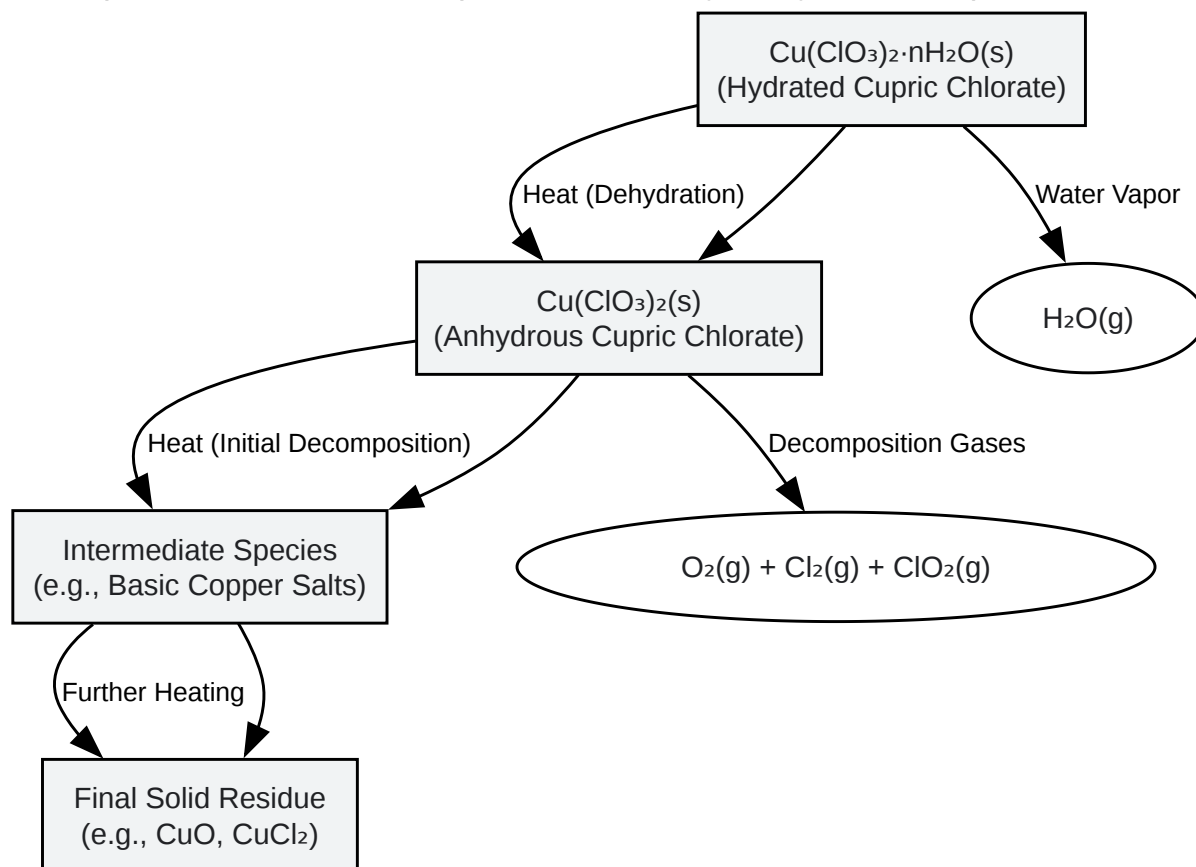 Cu(ClO₃)₂·nH₂O(s)
(Hydrated Cupric Chlorate)
Heat (Dehydration)
Water Vapor
Cu(ClO₃)₂(s)
(Anhydrous Cupric Chlorate)
H₂O(g)
Heat (Initial Decomposition)
Decomposition Gases
Intermediate Species
(e.g., Basic Copper Salts)
O₂(g) + Cl₂(g) + ClO₂(g)
Further Heating
Final Solid Residue
(e.g., CuO, CuCl₂)